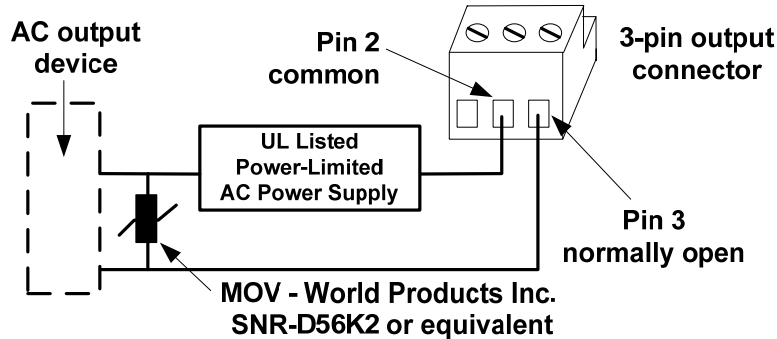 AC output
device
Pin 2
common
3-pin output
connector
UL Listed
Power-Limited
AC Power Supply
Pin 3
normally open
MOV - World Products Inc.
SNR-D56K2 or equivalent